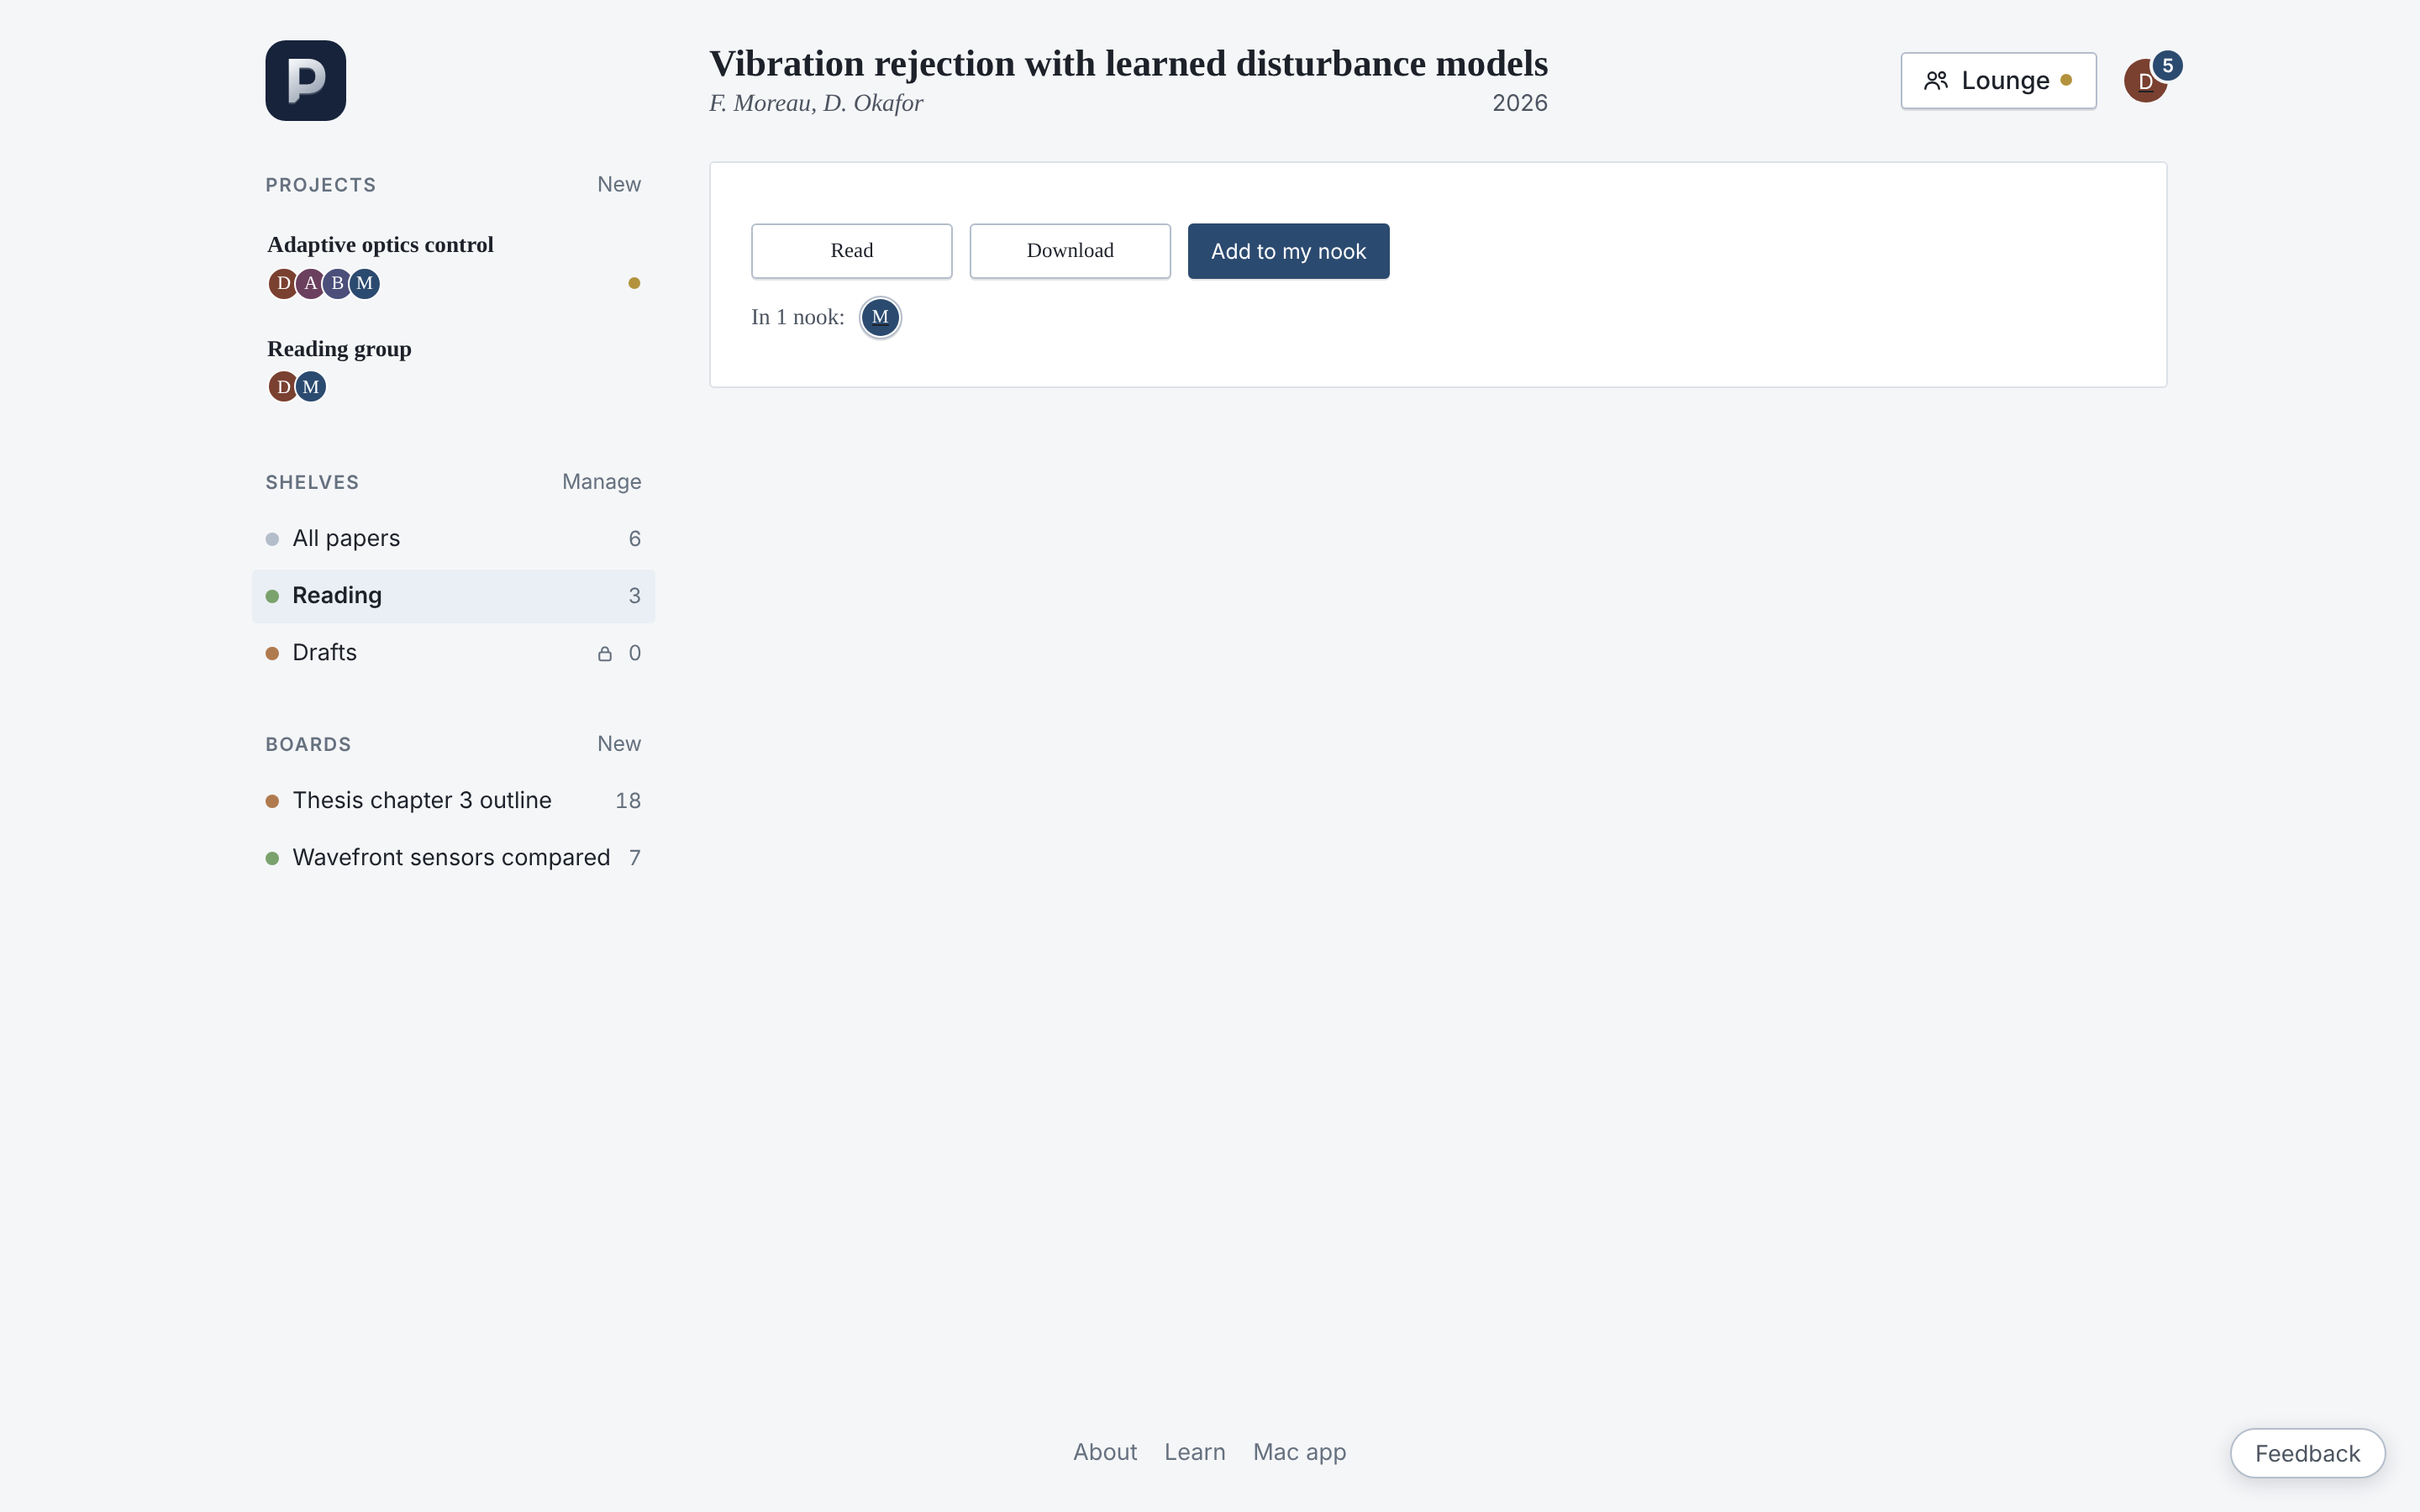 P
Vibration rejection with learned disturbance models
F. Moreau, D. Okafor 2026
Lounge
D 5
PROJECTS New
Adaptive optics control
D A B M
Reading group
D M
SHELVES Manage
All papers 6
Reading 3
Drafts 0
BOARDS New
Thesis chapter 3 outline 18
Wavefront sensors compared 7
Read Download Add to my nook
In 1 nook: M
About Learn Mac app
Feedback